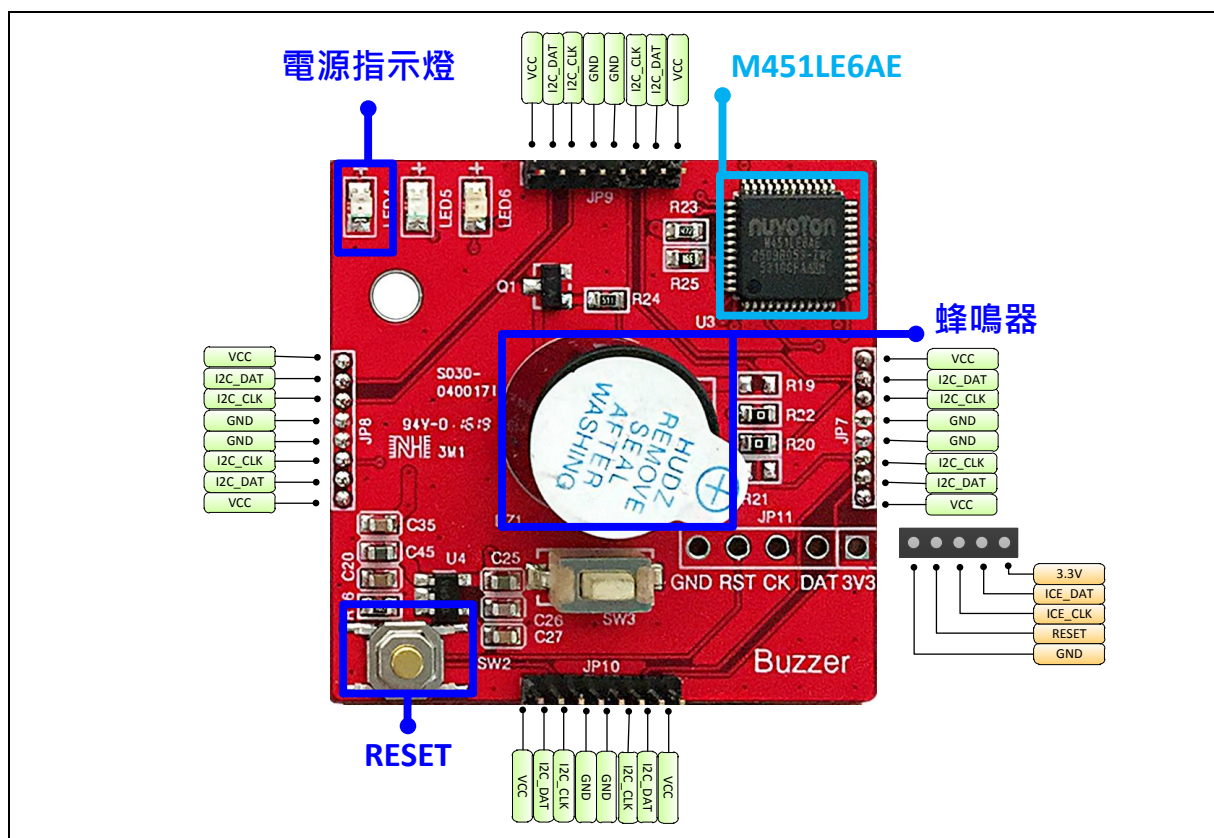 電源指示燈
VCC
I2C_DAT
I2C_CLK
GND
GND
I2C_CLK
I2C_DAT
VCC
M451LE6AE
LED4
LED5
LED6
JP9
R23
R25
nuvoTon
M451LE6AE
Q1
R24
U3
蜂鳴器
VCC
I2C_DAT
I2C_CLK
GND
GND
I2C_CLK
I2C_DAT
VCC
JP8
S030-
040017
94V-0
3M1
HUDZ
REMOVE
SEAL
AFTER
WASHING
R19
R22
R20
R21
JP7
VCC
I2C_DAT
I2C_CLK
GND
GND
I2C_CLK
I2C_DAT
VCC
JP11
GND RST CK DAT 3V3
3.3V
ICE_DAT
ICE_CLK
RESET
GND
C35
C45
C20
U4
C25
C26
C27
SW3
SW2
JP10
Buzzer
RESET
VCC
I2C_DAT
I2C_CLK
GND
GND
I2C_CLK
I2C_DAT
VCC